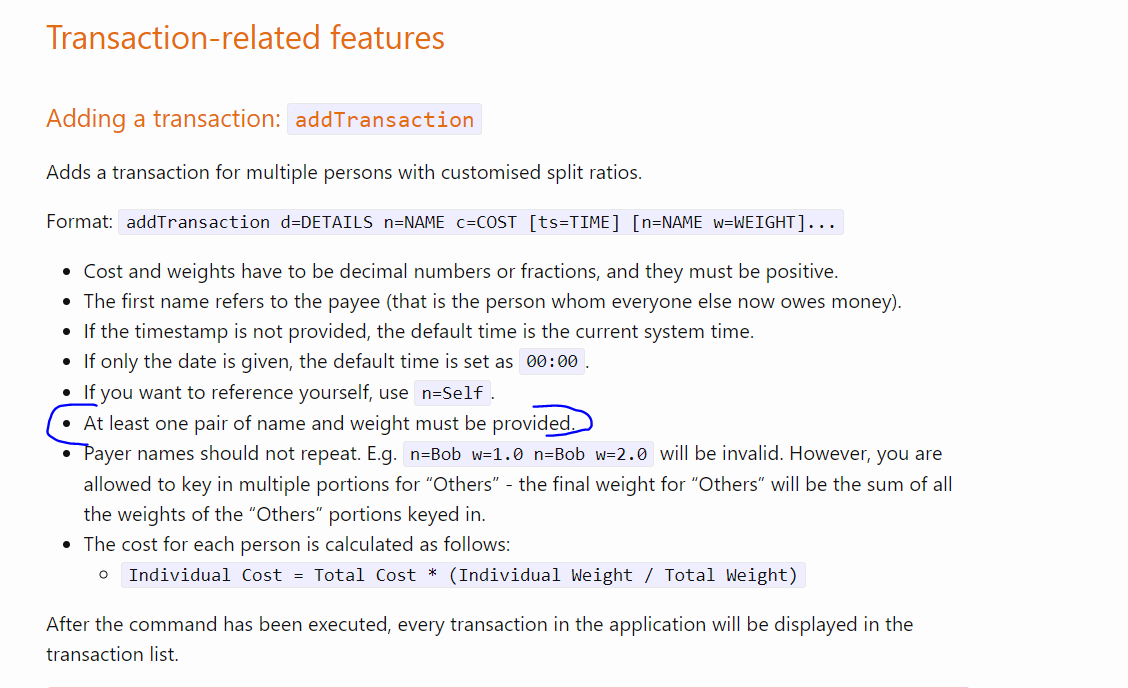 Transaction-related features
Adding a transaction: addTransaction
Adds a transaction for multiple persons with customised split ratios.
Format: addTransaction d=DETAILS n=NAME c=COST [ts=TIME] [n=NAME w=WEIGHT]...
• Cost and weights have to be decimal numbers or fractions, and they must be positive.
• The first name refers to the payee (that is the person whom everyone else now owes money).
• If the timestamp is not provided, the default time is the current system time.
• If only the date is given, the default time is set as 00:00.
• If you want to reference yourself, use n=Self.
• At least one pair of name and weight must be provided.
• Payer names should not repeat. E.g. n=Bob w=1.0 n=Bob w=2.0 will be invalid. However, you are
allowed to key in multiple portions for “Others” - the final weight for “Others” will be the sum of all
the weights of the “Others” portions keyed in.
• The cost for each person is calculated as follows:
◦ Individual Cost = Total Cost * (Individual Weight / Total Weight)
After the command has been executed, every transaction in the application will be displayed in the
transaction list.